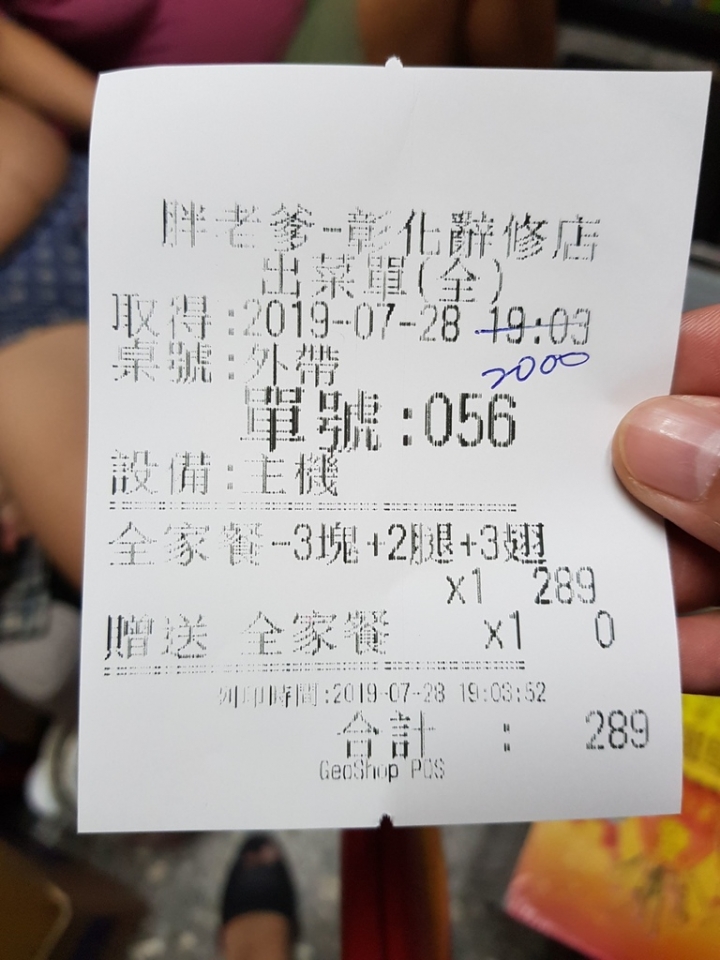 胖老爹-彰化辭修店
出菜單(全)
取得:2019-07-28 19:03
2000
桌號:外帶
單號:056
設備:主機
全家餐-3塊+2腿+3翅
x1 289
贈送 全家餐 x1 0
列印時間:2019-07-28 19:03:52
合計 : 289
GeoShop POS